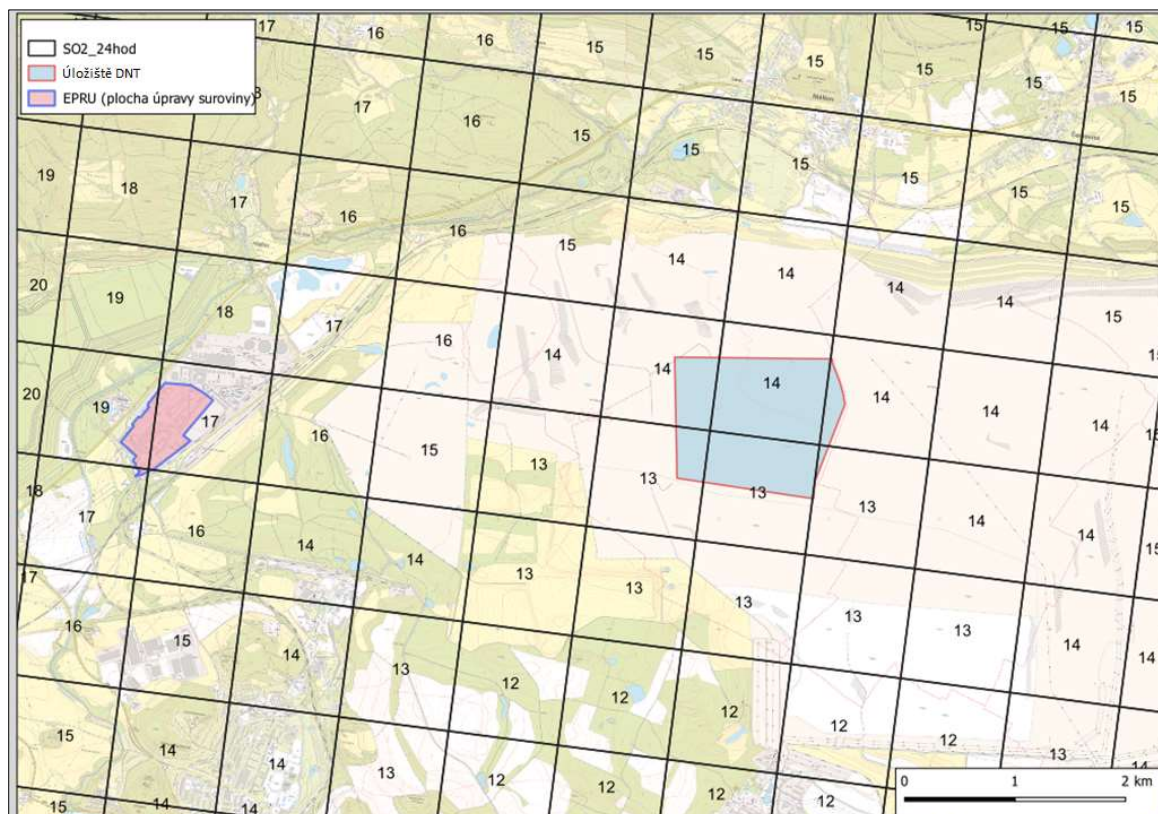 SO2_24hod
Úložiště DNT
EPRU (plocha úpravy suroviny)
17 16 16 15 15 15 15 15 15
17 16 15 15 15 15
19 18 17 16 16 15 15 15 15 15
20 19 18 17 16 15 14 14 14 14 15
20 19 17 16 15 14 14 14 14 14 14 15
18 17 16 14 14 13 13 13 13 14 14 15
17 16 15 14 13 13 13 13 13 13 14 14
15 14 14 13 12 12 12 12 12 13 14
15 14 14 12 12 12 12
0 1 2 km